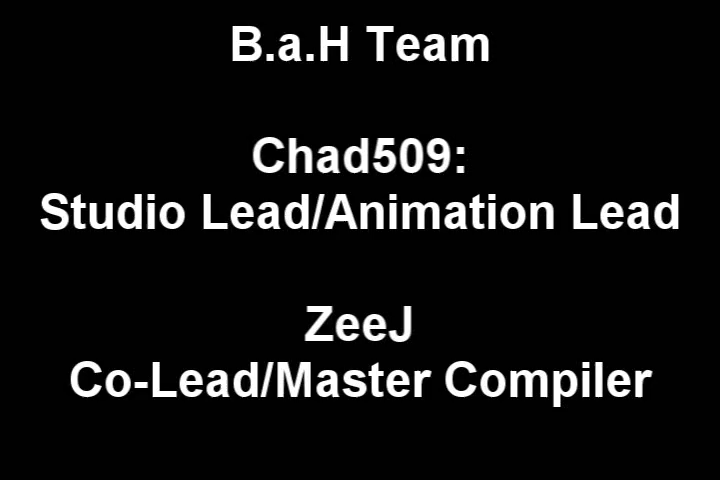 B.a.H Team
Chad509:
Studio Lead/Animation Lead
ZeeJ
Co-Lead/Master Compiler